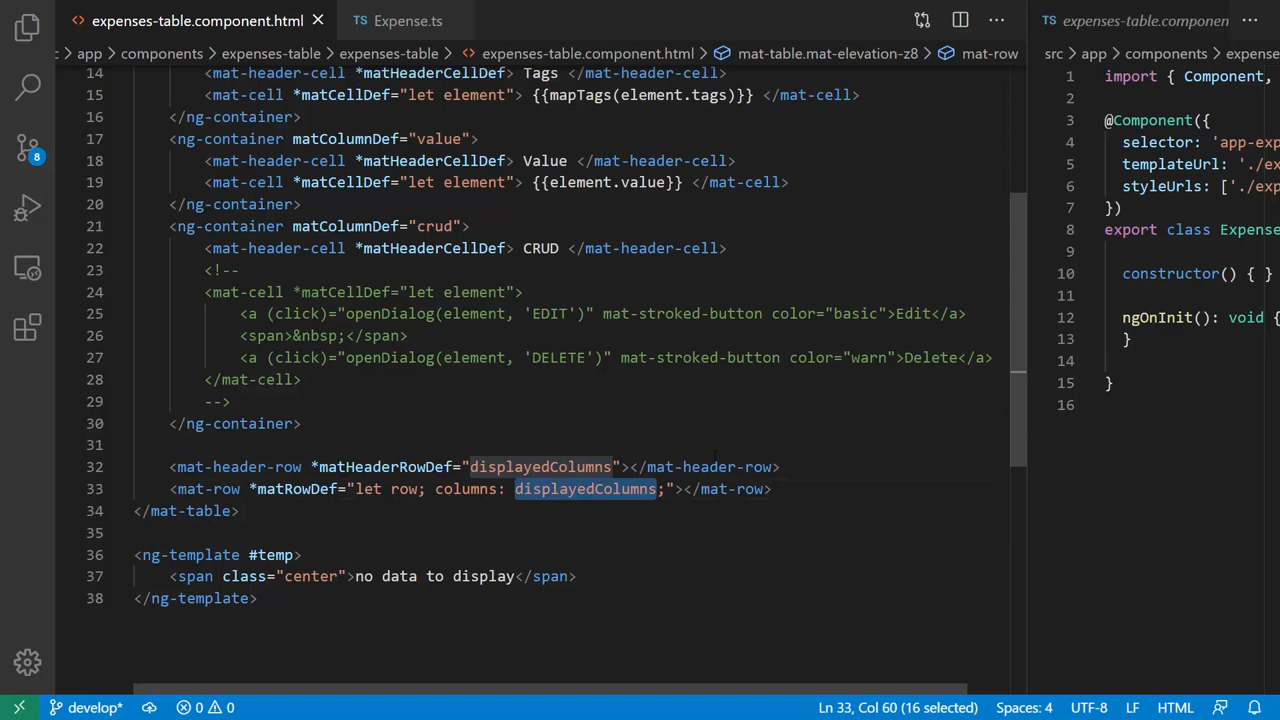 expenses-table.component.html
TS Expense.ts
TS expenses-table.componen
app > components > expenses-table > expenses-table > expenses-table.component.html > mat-table.mat-elevation-z8 > mat-row
src > app > components > expense
14 <mat-header-cell *matHeaderCellDef> Tags </mat-header-cell>
15 <mat-cell *matCellDef="let element"> {{mapTags(element.tags)}} </mat-cell>
16 </ng-container>
17 <ng-container matColumnDef="value">
18 <mat-header-cell *matHeaderCellDef> Value </mat-header-cell>
19 <mat-cell *matCellDef="let element"> {{element.value}} </mat-cell>
20 </ng-container>
21 <ng-container matColumnDef="crud">
22 <mat-header-cell *matHeaderCellDef> CRUD </mat-header-cell>
23 <!--
24 <mat-cell *matCellDef="let element">
25 <a (click)="openDialog(element, 'EDIT')" mat-stroked-button color="basic">Edit</a>
26 <span>&nbsp;</span>
27 <a (click)="openDialog(element, 'DELETE')" mat-stroked-button color="warn">Delete</a>
28 </mat-cell>
29 -->
30 </ng-container>
31
32 <mat-header-row *matHeaderRowDef="displayedColumns"></mat-header-row>
33 <mat-row *matRowDef="let row; columns: displayedColumns;"></mat-row>
34 </mat-table>
35
36 <ng-template #temp>
37 <span class="center">no data to display</span>
38 </ng-template>
1 import { Component,
2
3 @Component({
4 selector: 'app-exp
5 templateUrl: './ex
6 styleUrls: ['./exp
7 })
8 export class Expense
9
10 constructor() { }
11
12 ngOnInit(): void {
13 }
14
15 }
16
8
develop*
0 0
Ln 33, Col 60 (16 selected)
Spaces: 4
UTF-8
LF
HTML